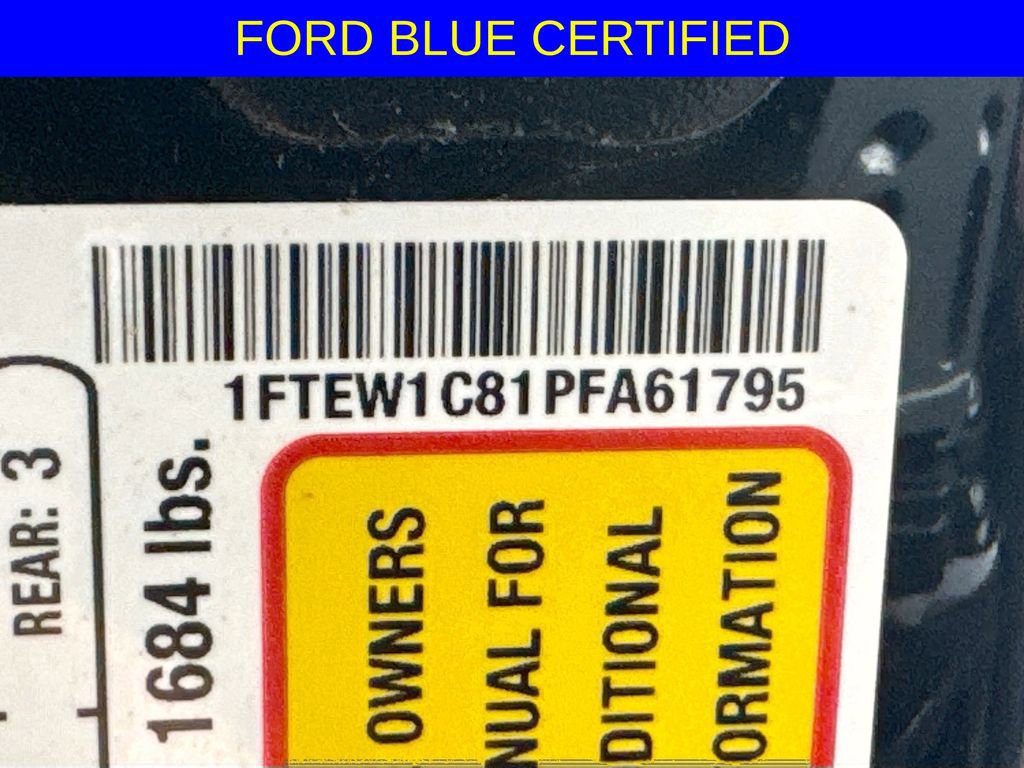 FORD BLUE CERTIFIED
1FTEW1C81PFA61795
REAR: 3
1684 lbs.
OWNERS
NUAL FOR
DITIONAL
ORMATION